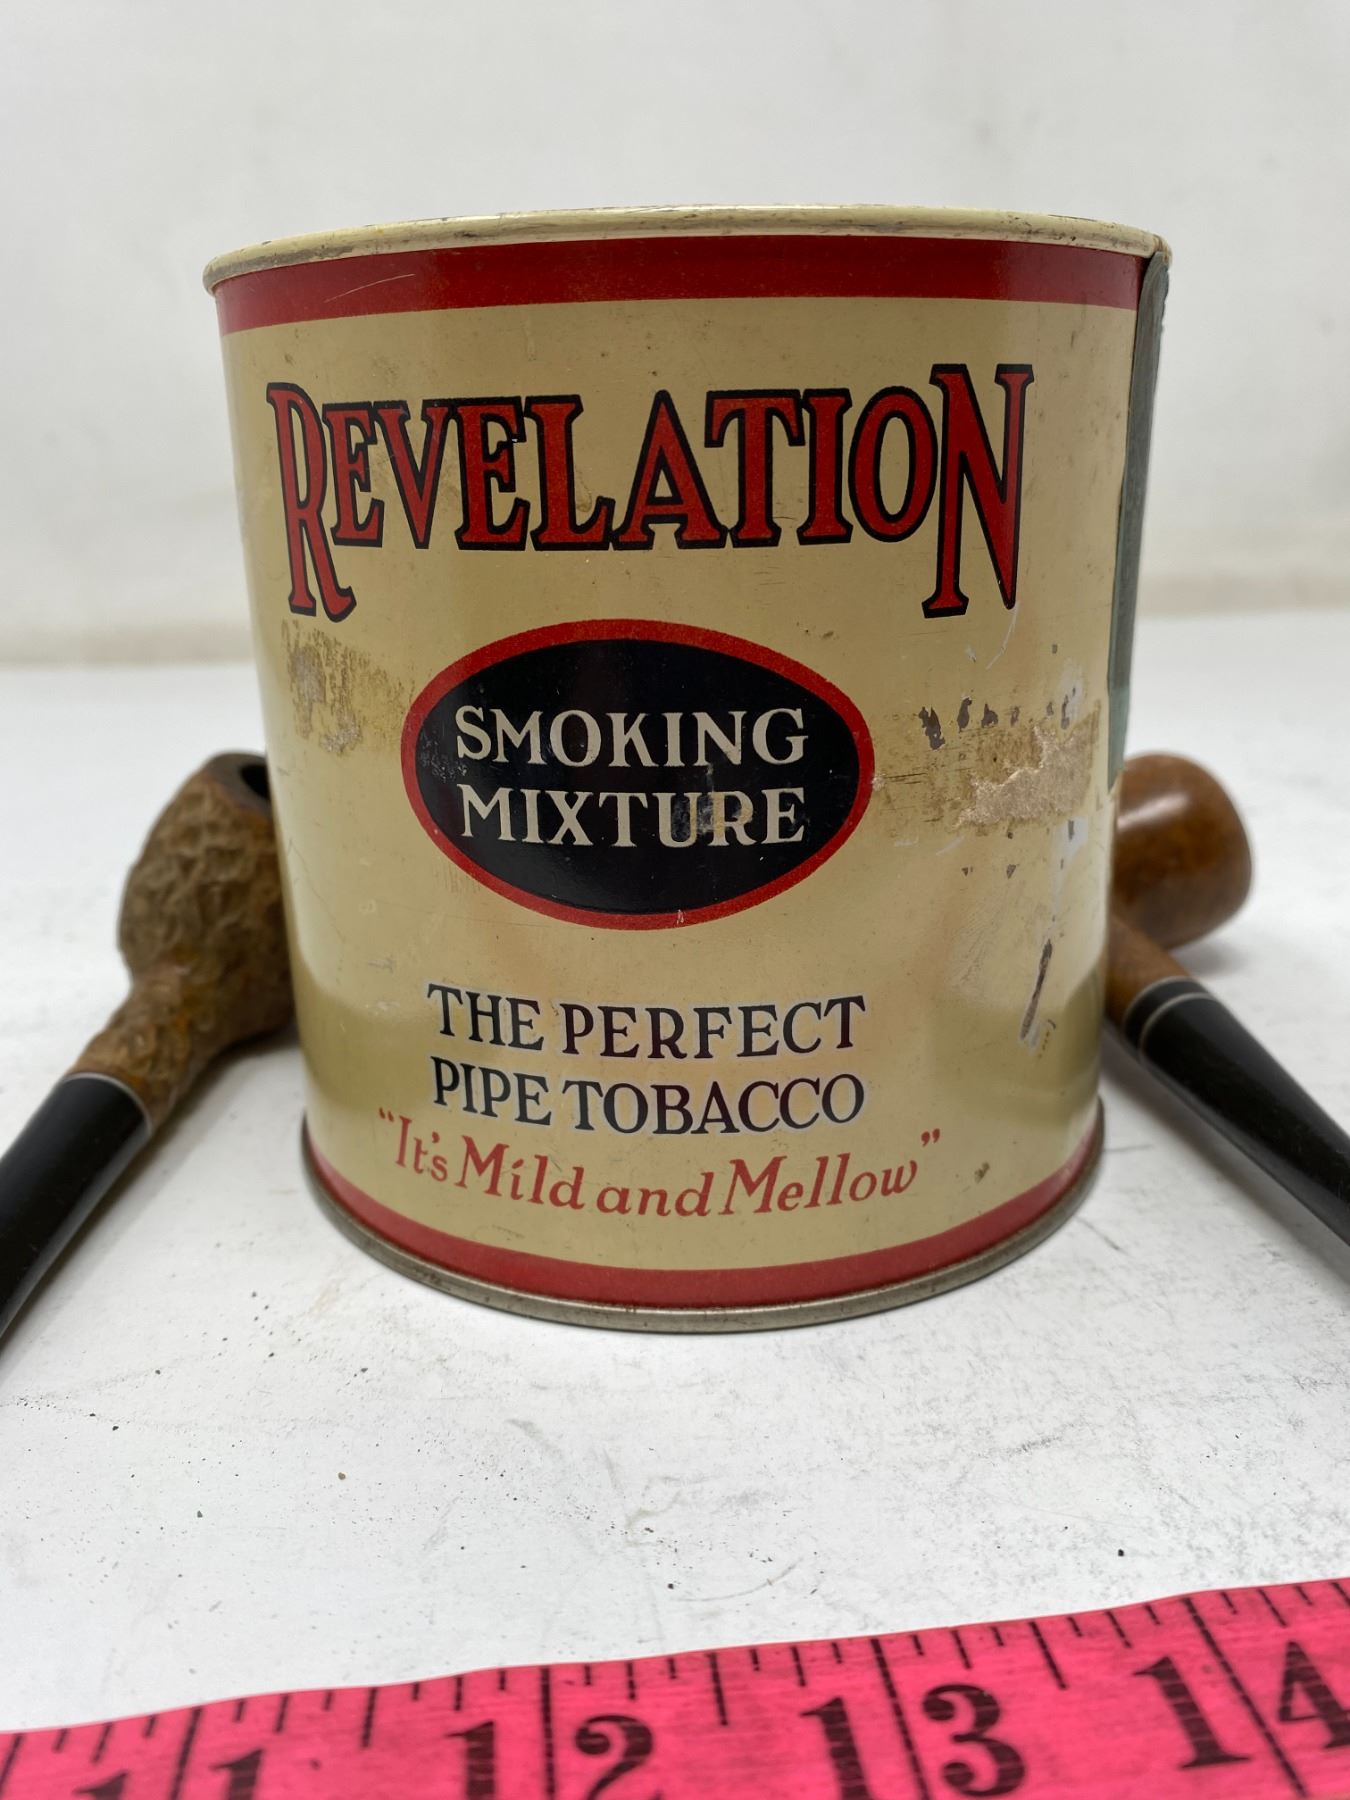 REVELATION
SMOKING
MIXTURE
THE PERFECT
PIPE TOBACCO
"It's Mild and Mellow"
11 12 13 14